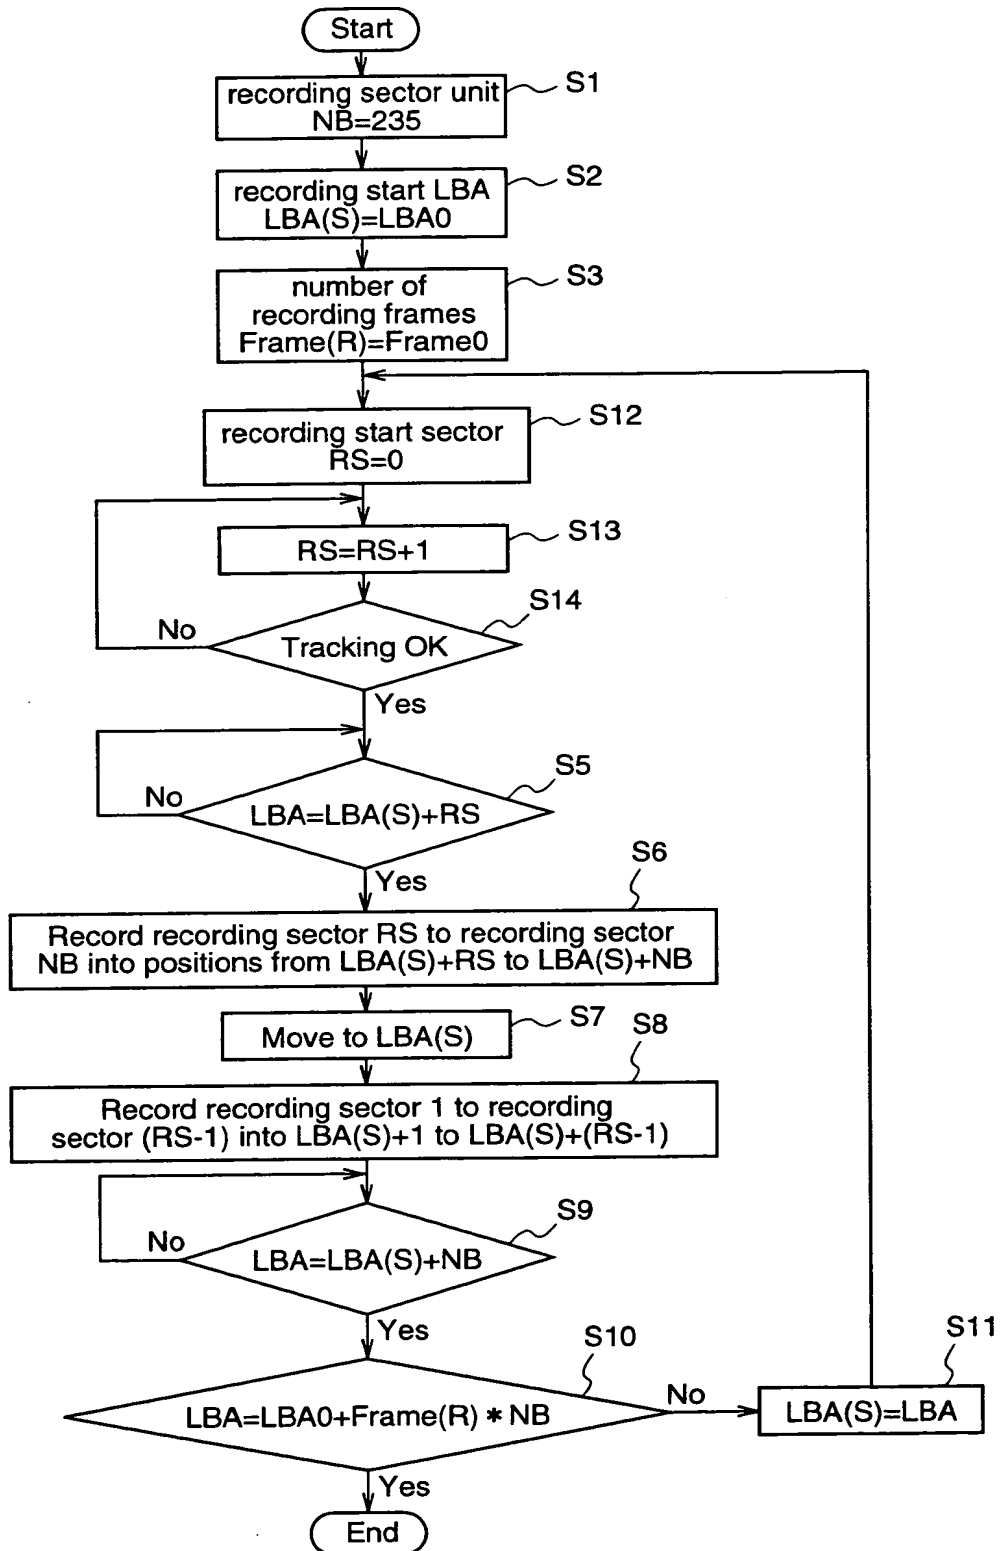 Start
recording sector unit
NB=235
S1
recording start LBA
LBA(S)=LBA0
S2
number of
recording frames
Frame(R)=Frame0
S3
recording start sector
RS=0
S12
RS=RS+1
S13
Tracking OK
S14
No
Yes
LBA=LBA(S)+RS
S5
No
Yes
S6
Record recording sector RS to recording sector
NB into positions from LBA(S)+RS to LBA(S)+NB
Move to LBA(S)
S7
S8
Record recording sector 1 to recording
sector (RS-1) into LBA(S)+1 to LBA(S)+(RS-1)
LBA=LBA(S)+NB
S9
No
Yes
S10
LBA=LBA0+Frame(R) * NB
No
S11
LBA(S)=LBA
Yes
End